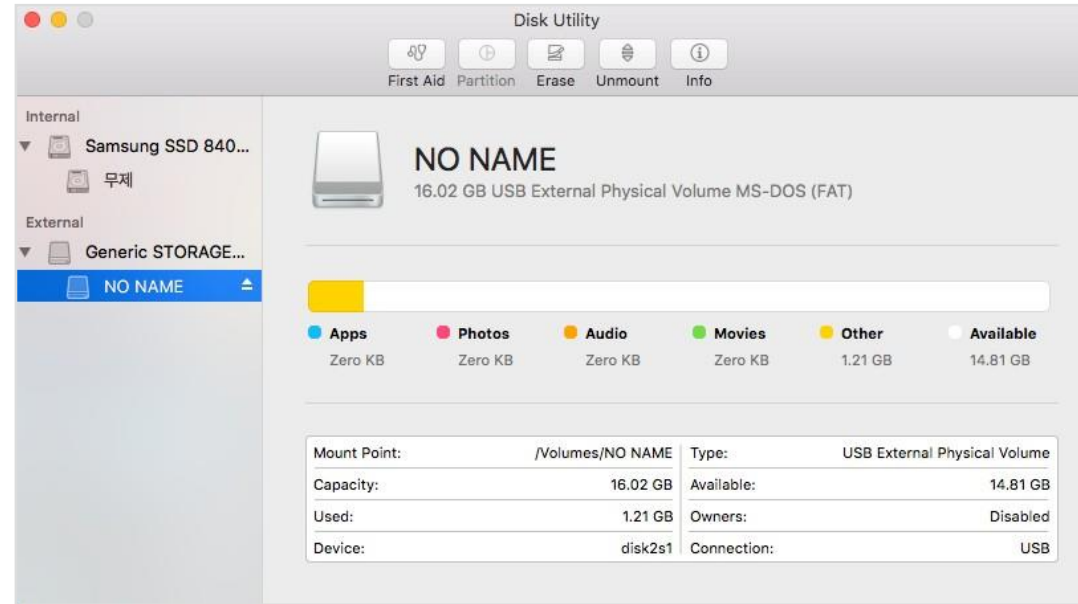 Disk Utility
First Aid Partition Erase Unmount Info
Internal
Samsung SSD 840...
무제
External
Generic STORAGE...
NO NAME
NO NAME
16.02 GB USB External Physical Volume MS-DOS (FAT)
Apps Photos Audio Movies Other Available
Zero KB Zero KB Zero KB Zero KB 1.21 GB 14.81 GB
Mount Point: /Volumes/NO NAME Type: USB External Physical Volume
Capacity: 16.02 GB Available: 14.81 GB
Used: 1.21 GB Owners: Disabled
Device: disk2s1 Connection: USB